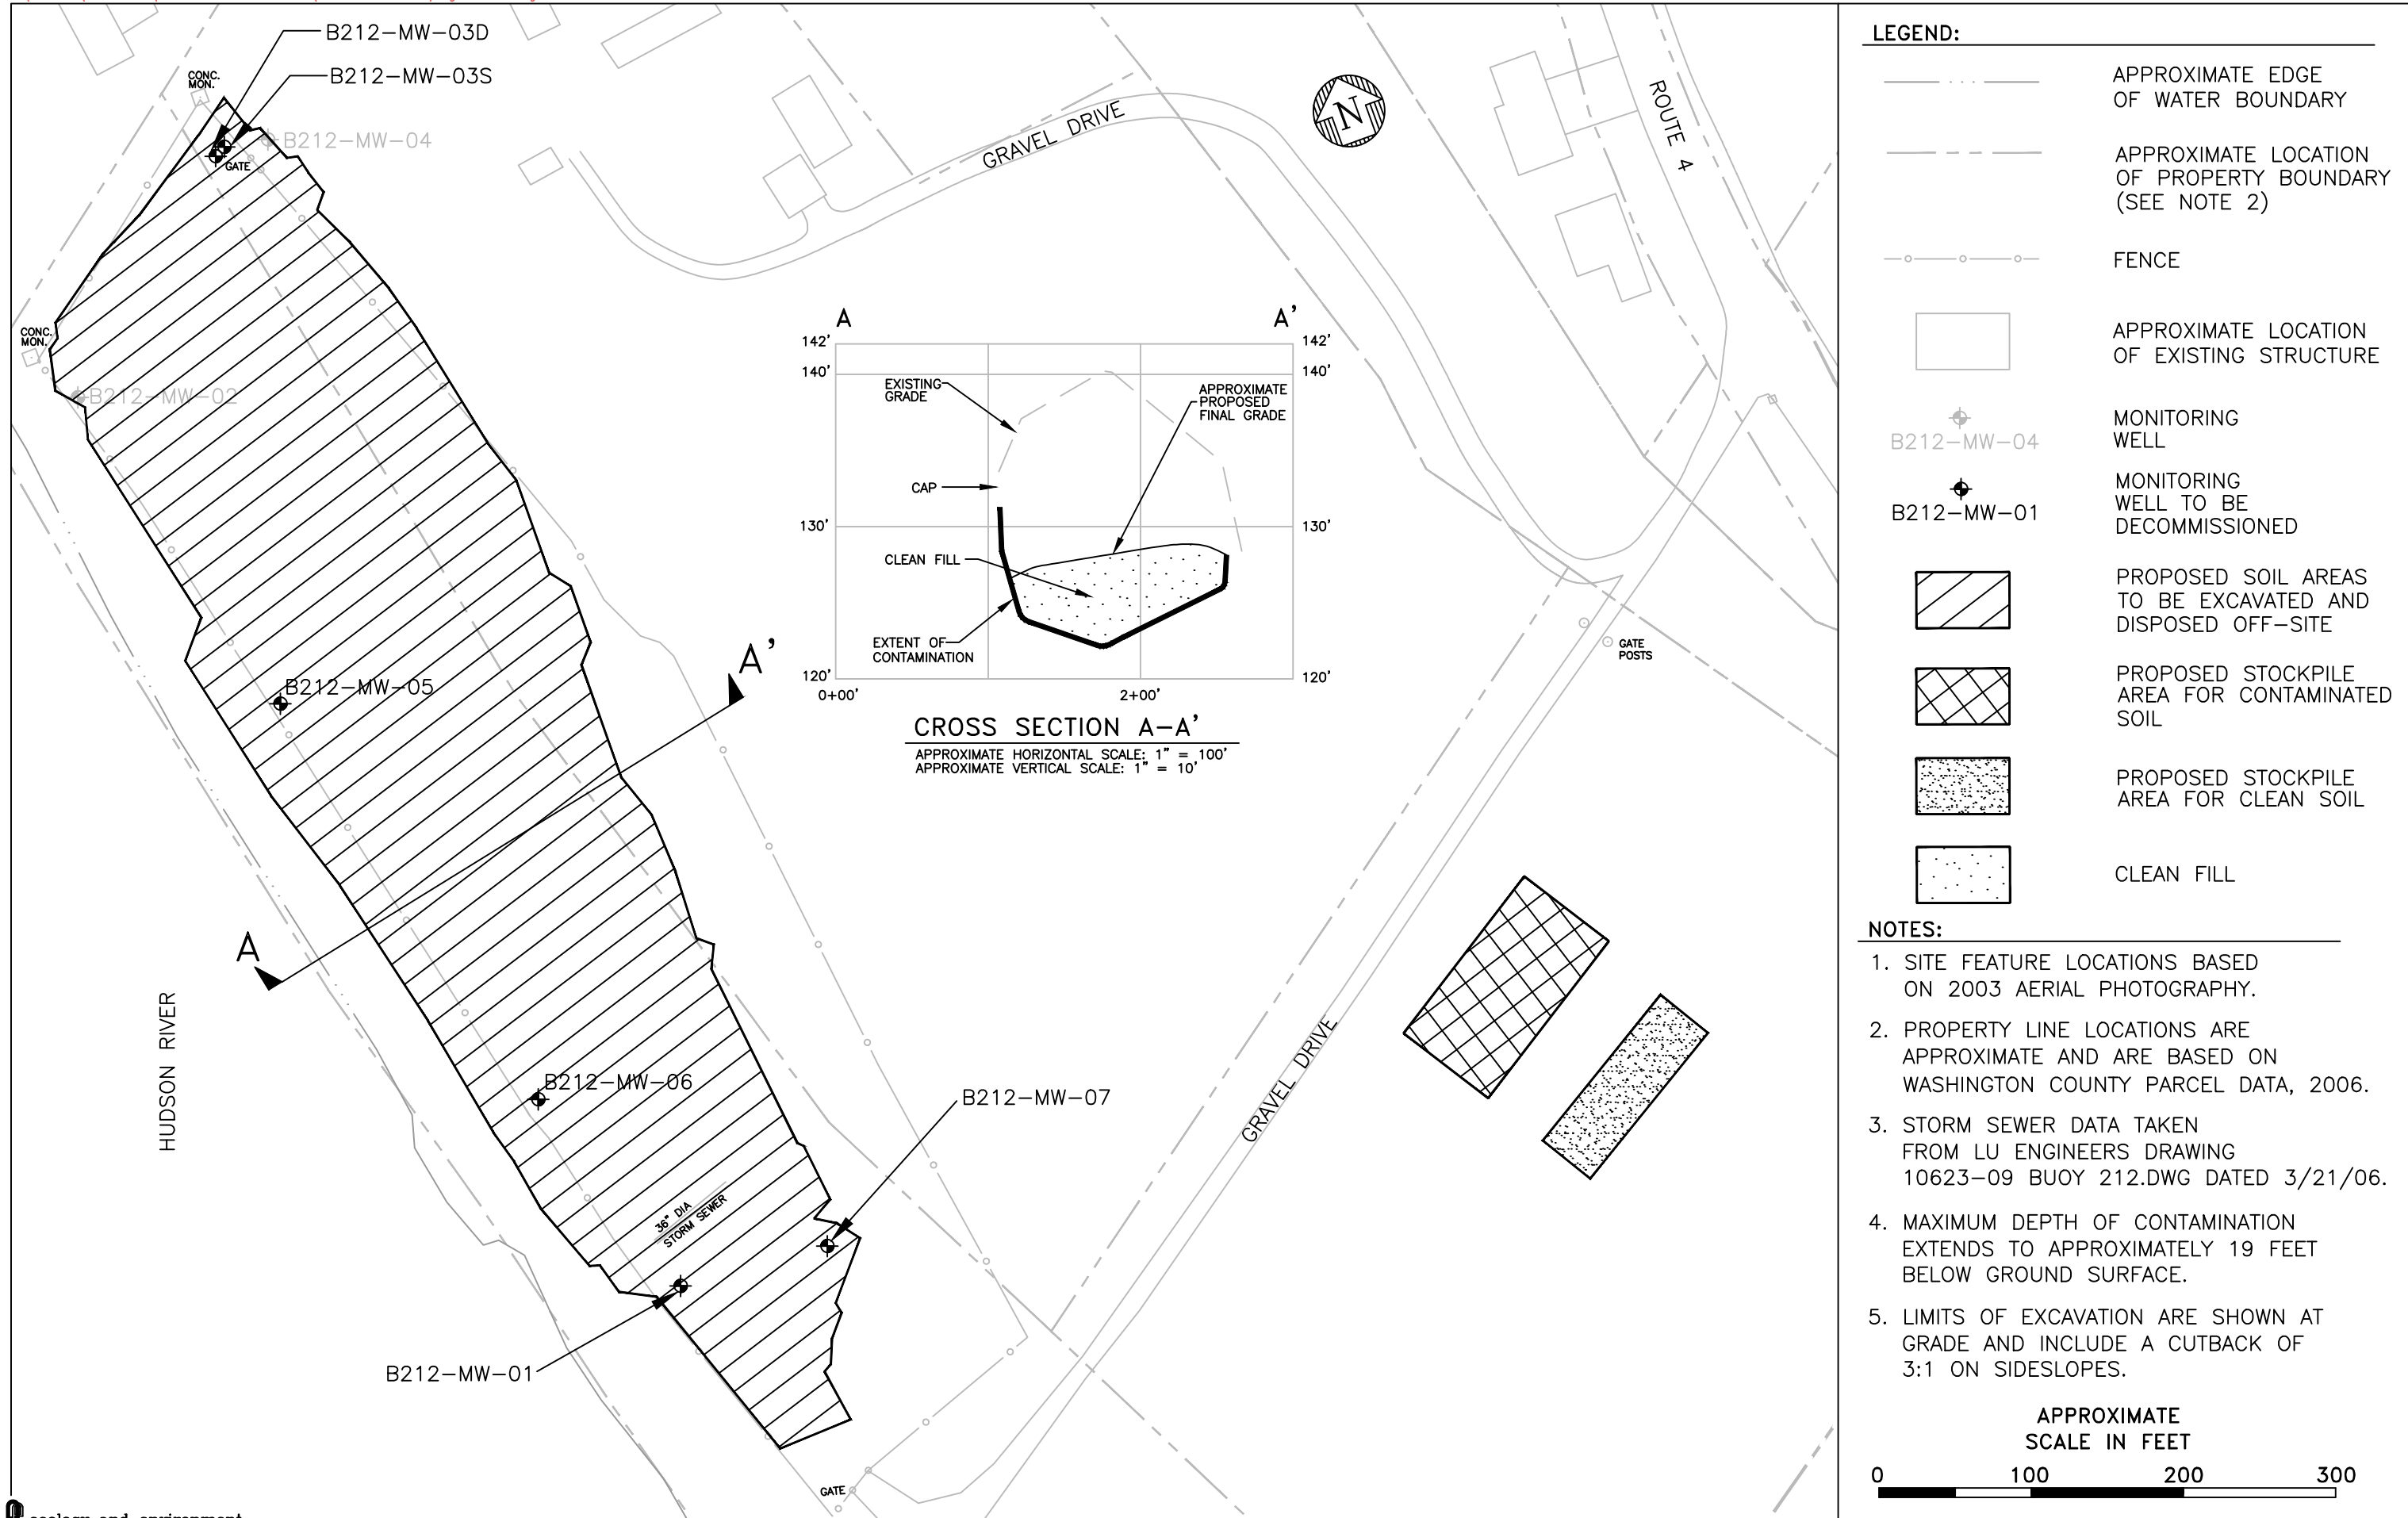 B212-MW-03D
B212-MW-03S
CONC.
MON.
B212-MW-04
GATE
GRAVEL DRIVE
N
ROUTE 4
CONC.
MON.
B212-MW-02
A
A'
142'
142'
140'
140'
EXISTING
GRADE
APPROXIMATE
PROPOSED
FINAL GRADE
CAP
130'
130'
CLEAN FILL
EXTENT OF
CONTAMINATION
120'
120'
0+00'
2+00'
CROSS SECTION A-A'
APPROXIMATE HORIZONTAL SCALE: 1" = 100'
APPROXIMATE VERTICAL SCALE: 1" = 10'
GATE
POSTS
A'
B212-MW-05
A
HUDSON RIVER
B212-MW-06
B212-MW-07
GRAVEL DRIVE
36" DIA
STORM SEWER
B212-MW-01
GATE
ecology and environment
LEGEND:
APPROXIMATE EDGE
OF WATER BOUNDARY
APPROXIMATE LOCATION
OF PROPERTY BOUNDARY
(SEE NOTE 2)
FENCE
APPROXIMATE LOCATION
OF EXISTING STRUCTURE
B212-MW-04
MONITORING
WELL
B212-MW-01
MONITORING
WELL TO BE
DECOMMISSIONED
PROPOSED SOIL AREAS
TO BE EXCAVATED AND
DISPOSED OFF-SITE
PROPOSED STOCKPILE
AREA FOR CONTAMINATED
SOIL
PROPOSED STOCKPILE
AREA FOR CLEAN SOIL
CLEAN FILL
NOTES:
1. SITE FEATURE LOCATIONS BASED
ON 2003 AERIAL PHOTOGRAPHY.
2. PROPERTY LINE LOCATIONS ARE
APPROXIMATE AND ARE BASED ON
WASHINGTON COUNTY PARCEL DATA, 2006.
3. STORM SEWER DATA TAKEN
FROM LU ENGINEERS DRAWING
10623-09 BUOY 212.DWG DATED 3/21/06.
4. MAXIMUM DEPTH OF CONTAMINATION
EXTENDS TO APPROXIMATELY 19 FEET
BELOW GROUND SURFACE.
5. LIMITS OF EXCAVATION ARE SHOWN AT
GRADE AND INCLUDE A CUTBACK OF
3:1 ON SIDESLOPES.
APPROXIMATE
SCALE IN FEET
0 100 200 300